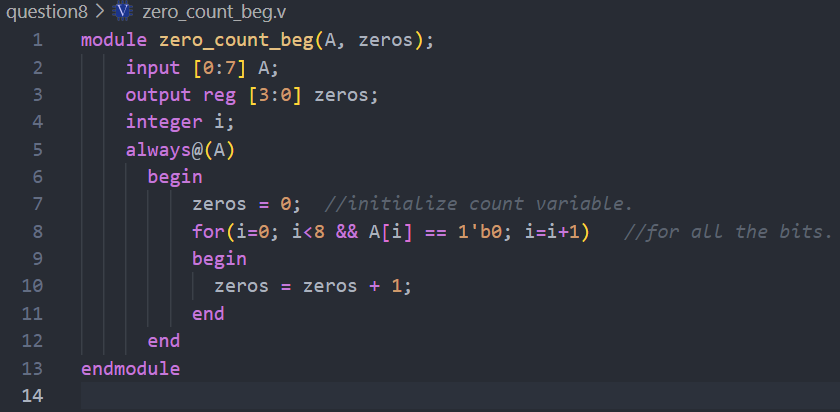 question8 > zero_count_beg.v
1 module zero_count_beg(A, zeros);
2 input [0:7] A;
3 output reg [3:0] zeros;
4 integer i;
5 always@(A)
6 begin
7 zeros = 0; //initialize count variable.
8 for(i=0; i<8 && A[i] == 1'b0; i=i+1) //for all the bits.
9 begin
10 zeros = zeros + 1;
11 end
12 end
13 endmodule
14